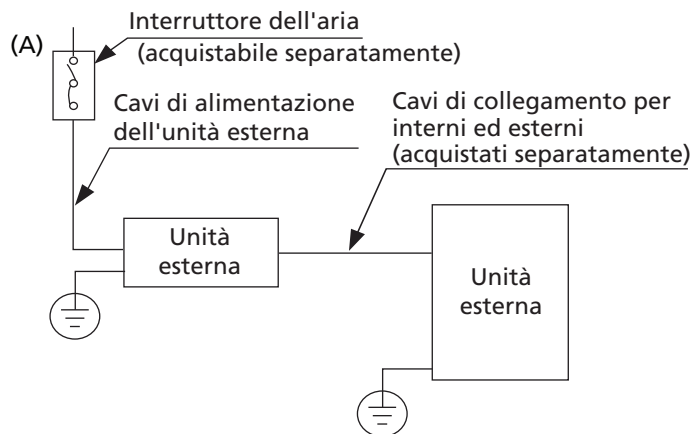 (A)
Interruttore dell'aria
(acquistabile separatamente)
Cavi di alimentazione
dell'unità esterna
Cavi di collegamento per
interni ed esterni
(acquistati separatamente)
Unità
esterna
Unità
esterna